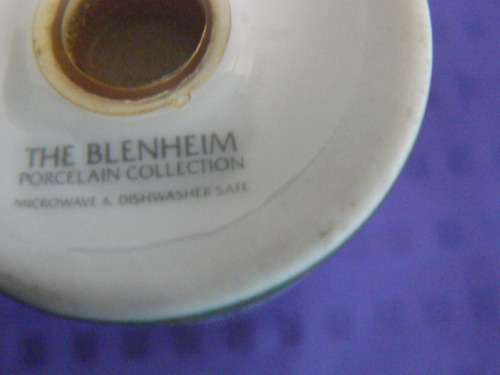 THE BLENHEIM
PORCELAIN COLLECTION
MICROWAVE & DISHWASHER SAFE